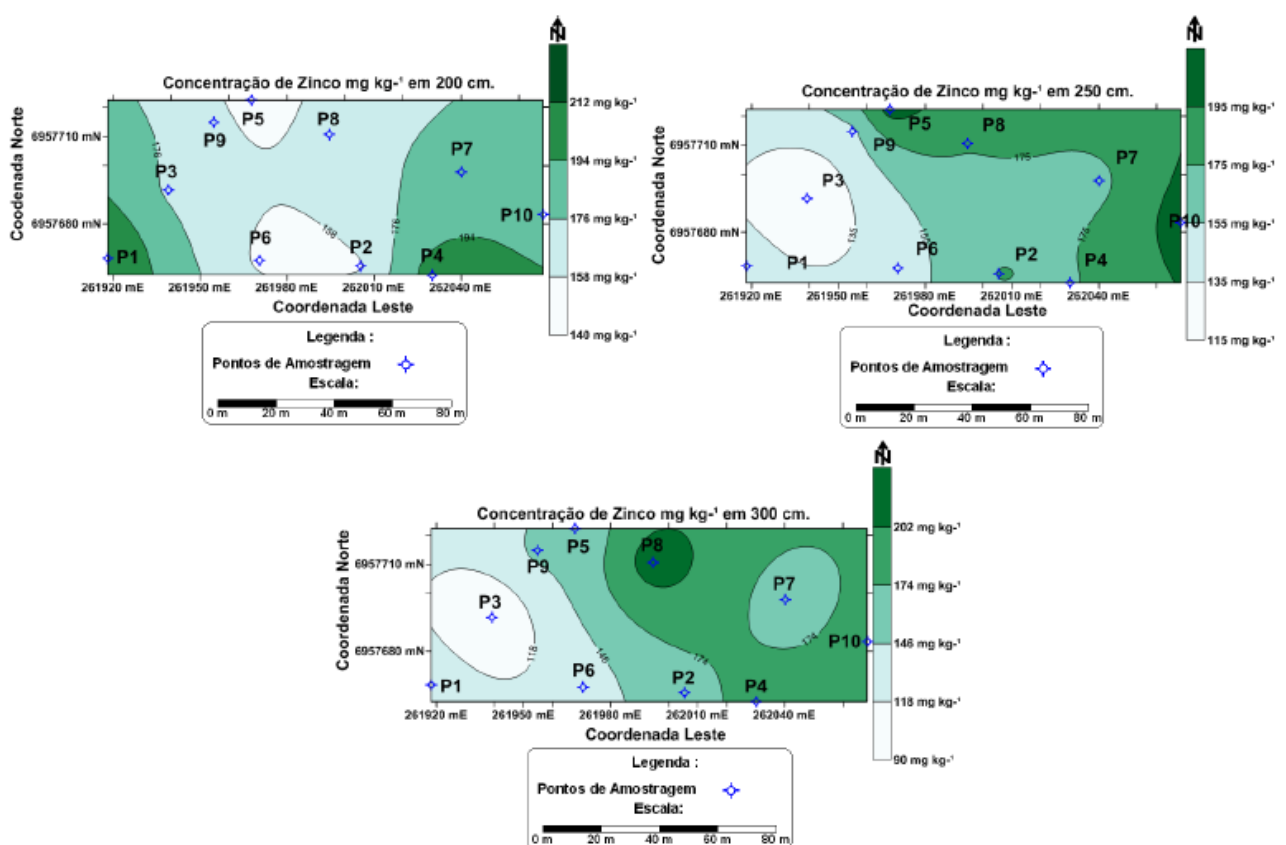 N
Concentração de Zinco mg kg-¹ em 200 cm.
Coodenada Norte
6957710 mN
6957680 mN
P5
P8
P9
P7
P3
P10
P6
P2
P4
P1
176
158
176
194
212 mg kg-¹
194 mg kg-¹
176 mg kg-¹
158 mg kg-¹
140 mg kg-¹
261920 mE 261950 mE 261980 mE 262010 mE 262040 mE
Coordenada Leste
Legenda :
Pontos de Amostragem
Escala:
0 m 20 m 40 m 60 m 80 m
N
Concentração de Zinco mg kg-¹ em 250 cm.
Coordenada Norte
6957710 mN
6957680 mN
P5
P8
P9
P7
P3
P10
P6
P2
P4
P1
175
135
175
195 mg kg-¹
175 mg kg-¹
155 mg kg-¹
135 mg kg-¹
115 mg kg-¹
261920 mE 261950 mE 261980 mE 262010 mE 262040 mE
Coordenada Leste
Legenda :
Pontos de Amostragem
Escala:
0 m 20 m 40 m 60 m 80 m
N
Concentração de Zinco mg kg-¹ em 300 cm.
Coordenada Norte
6957710 mN
6957680 mN
P5
P8
P9
P7
P3
P10
P6
P2
P4
P1
118
146
174
174
202 mg kg-¹
174 mg kg-¹
146 mg kg-¹
118 mg kg-¹
90 mg kg-¹
261920 mE 261950 mE 261980 mE 262010 mE 262040 mE
Coordenada Leste
Legenda :
Pontos de Amostragem
Escala:
0 m 20 m 40 m 60 m 80 m